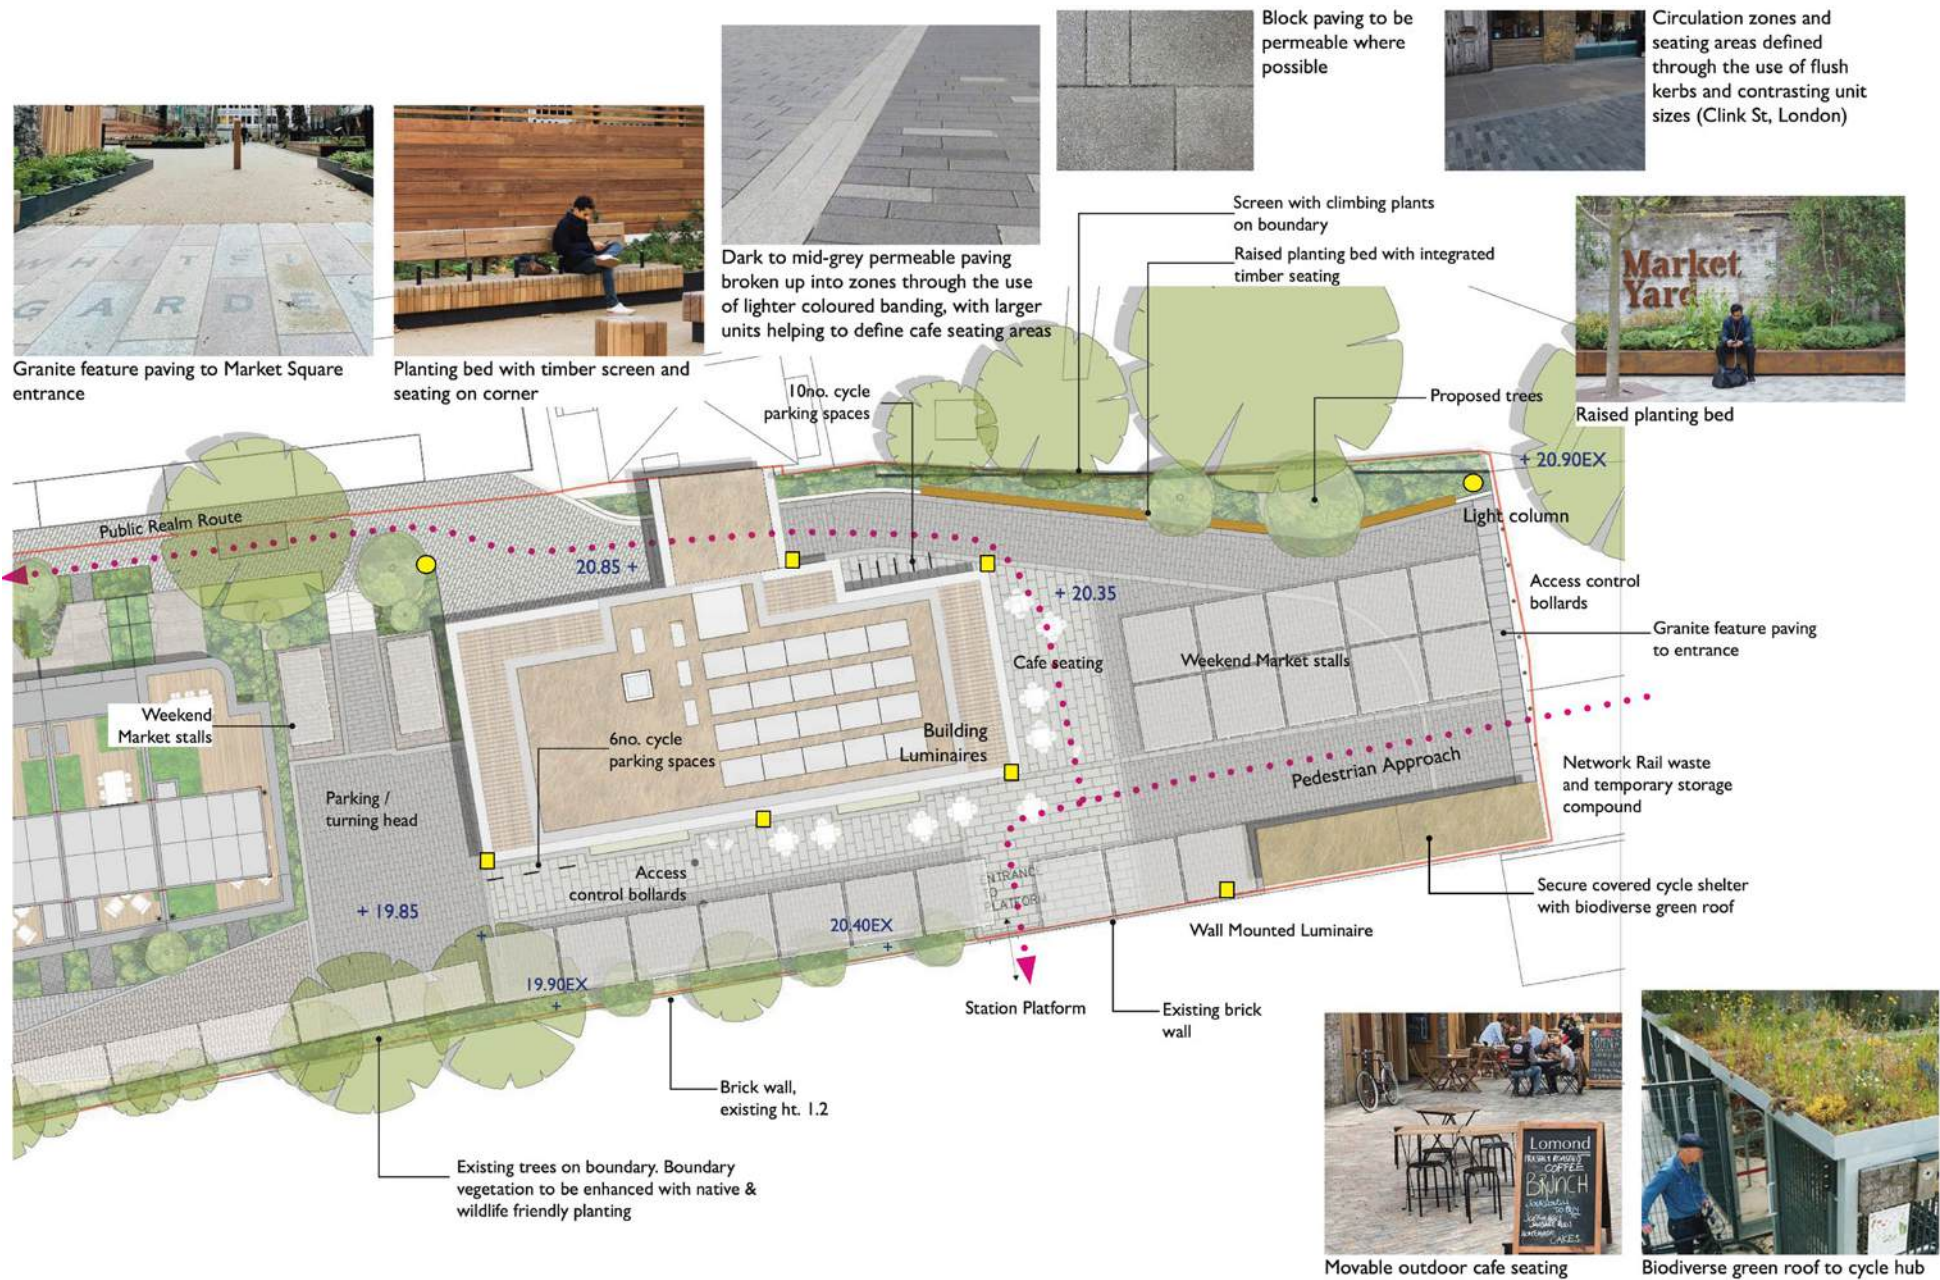 Block paving to be
permeable where
possible
Circulation zones and
seating areas defined
through the use of flush
kerbs and contrasting unit
sizes (Clink St, London)
Screen with climbing plants
on boundary
Raised planting bed with integrated
timber seating
Dark to mid-grey permeable paving
broken up into zones through the use
of lighter coloured banding, with larger
units helping to define cafe seating areas
WHITE
GARDEN
Market
Yard
Granite feature paving to Market Square
entrance
Planting bed with timber screen and
seating on corner
10no. cycle
parking spaces
Proposed trees
Raised planting bed
+ 20.90EX
Public Realm Route
Light column
20.85 +
+ 20.35
Access control
bollards
Granite feature paving
to entrance
Cafe seating
Weekend Market stalls
Weekend
Market stalls
6no. cycle
parking spaces
Building
Luminaires
Pedestrian Approach
Network Rail waste
and temporary storage
compound
Parking /
turning head
Access
control bollards
ENTRANCE
TO
PLATFORM
Secure covered cycle shelter
with biodiverse green roof
+ 19.85
20.40EX
+
Wall Mounted Luminaire
+
19.90EX
+
Station Platform
Existing brick
wall
Brick wall,
existing ht. 1.2
Existing trees on boundary. Boundary
vegetation to be enhanced with native &
wildlife friendly planting
Lomond
COFFEE
BRUNCH
CAKES
Movable outdoor cafe seating
Biodiverse green roof to cycle hub